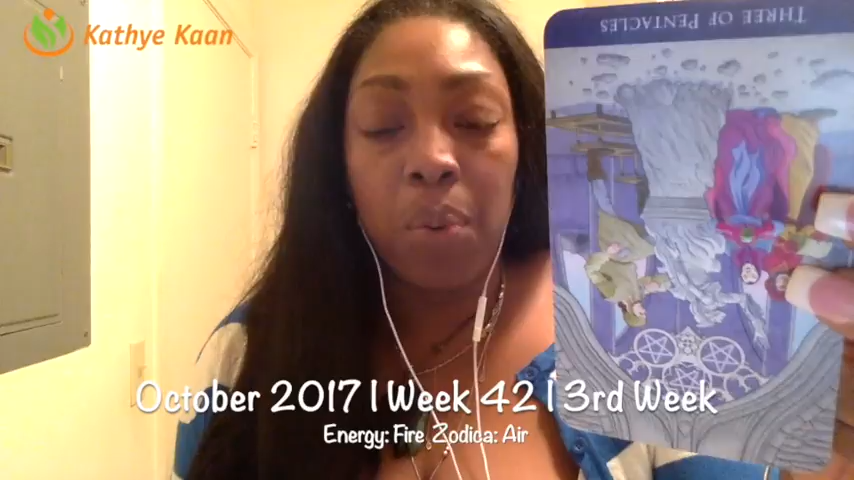 Kathye Kaan
THREE OF PENTACLES
October 2017 | Week 42 | 3rd Week
Energy: Fire Zodica: Air